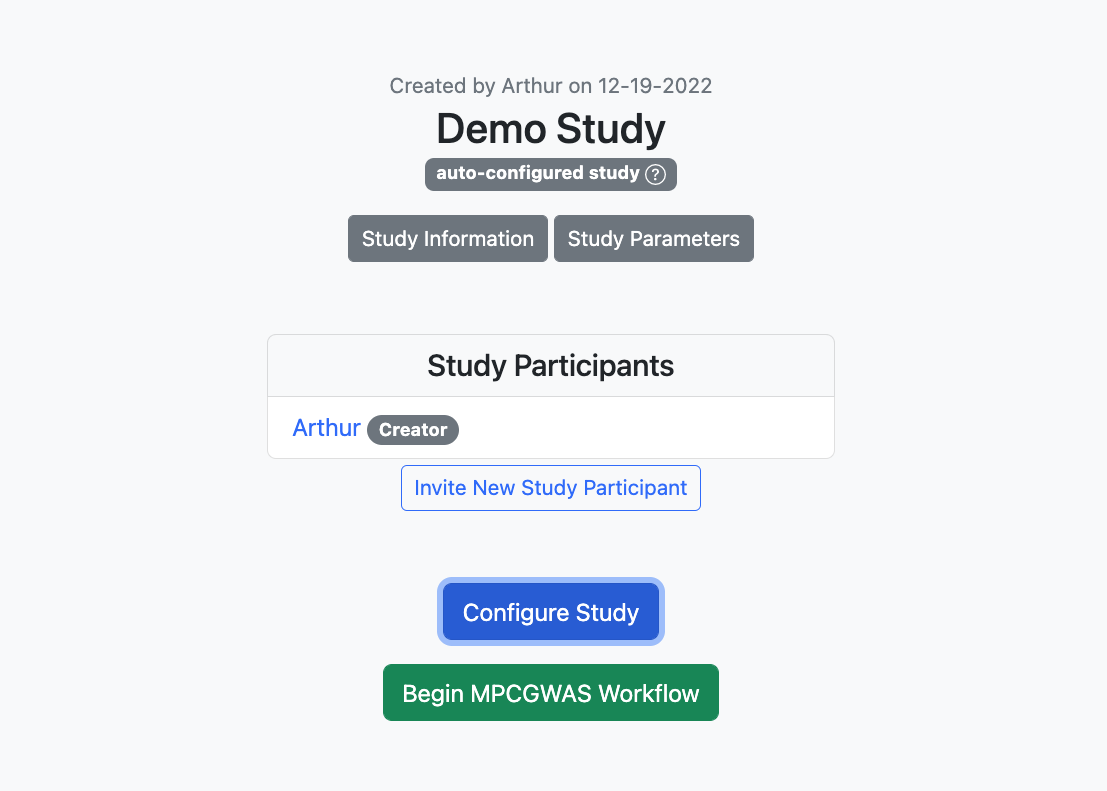 Created by Arthur on 12-19-2022
Demo Study
auto-configured study ?
Study Information Study Parameters
Study Participants
Arthur Creator
Invite New Study Participant
Configure Study
Begin MPCGWAS Workflow